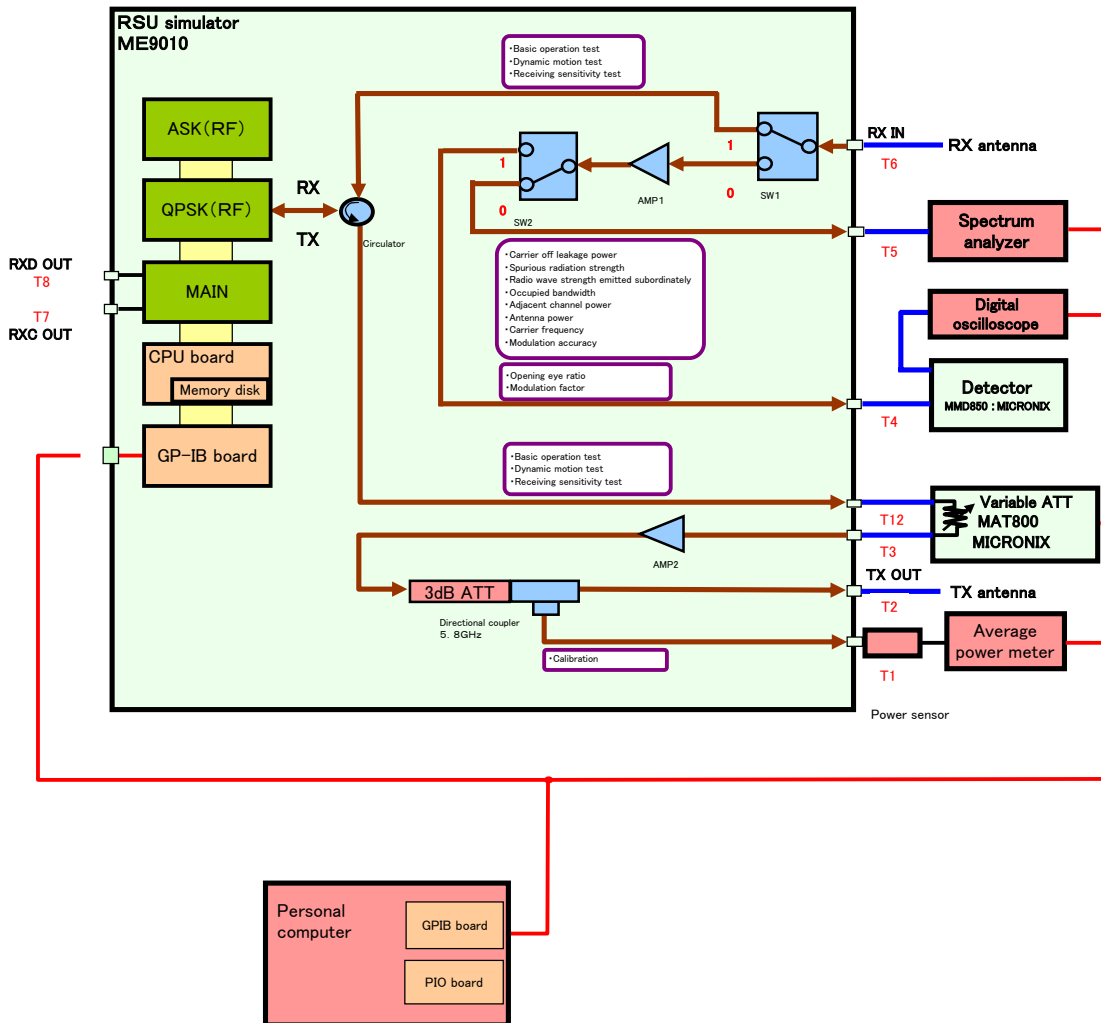 RSU simulator
ME9010
・Basic operation test
・Dynamic motion test
・Receiving sensitivity test
ASK(RF)
QPSK(RF)
MAIN
CPU board
Memory disk
GP-IB board
RXD OUT
T8
T7
RXC OUT
RX
TX
Circulator
1
0
SW2
AMP1
1
0
SW1
RX IN
T6
RX antenna
T5
Spectrum
analyzer
・Carrier off leakage power
・Spurious radiation strength
・Radio wave strength emitted subordinately
・Occupied bandwidth
・Adjacent channel power
・Antenna power
・Carrier frequency
・Modulation accuracy
Digital
oscilloscope
・Opening eye ratio
・Modulation factor
T4
Detector
MMD850 : MICRONIX
・Basic operation test
・Dynamic motion test
・Receiving sensitivity test
T12
T3
Variable ATT
MAT800
MICRONIX
AMP2
3dB ATT
Directional coupler
5. 8GHz
・Calibration
TX OUT
T2
TX antenna
T1
Average
power meter
Power sensor
Personal
computer
GPIB board
PIO board